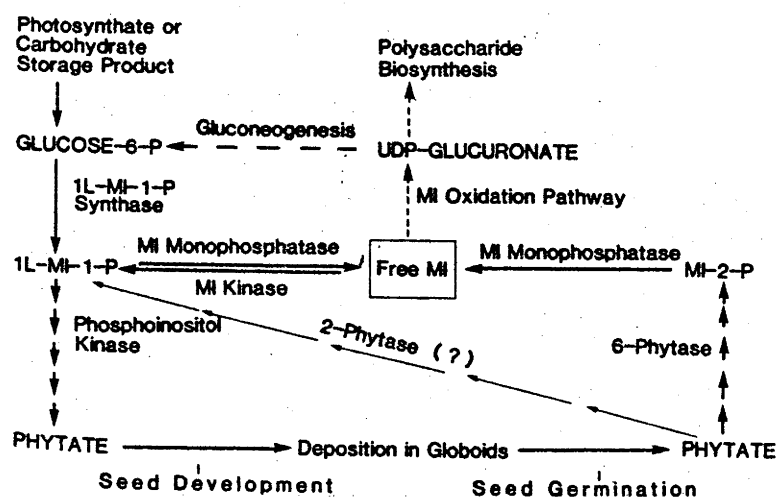 Photosynthate or
Carbohydrate
Storage Product
Polysaccharide
Biosynthesis
GLUCOSE-6-P
Gluconeogenesis
UDP-GLUCURONATE
1L-MI-1-P
Synthase
MI Oxidation Pathway
1L-MI-1-P
MI Monophosphatase
MI Kinase
Free MI
MI Monophosphatase
MI-2-P
Phosphoinositol
Kinase
2-Phytase (?)
6-Phytase
PHYTATE
Deposition in Globoids
PHYTATE
Seed Development
Seed Germination